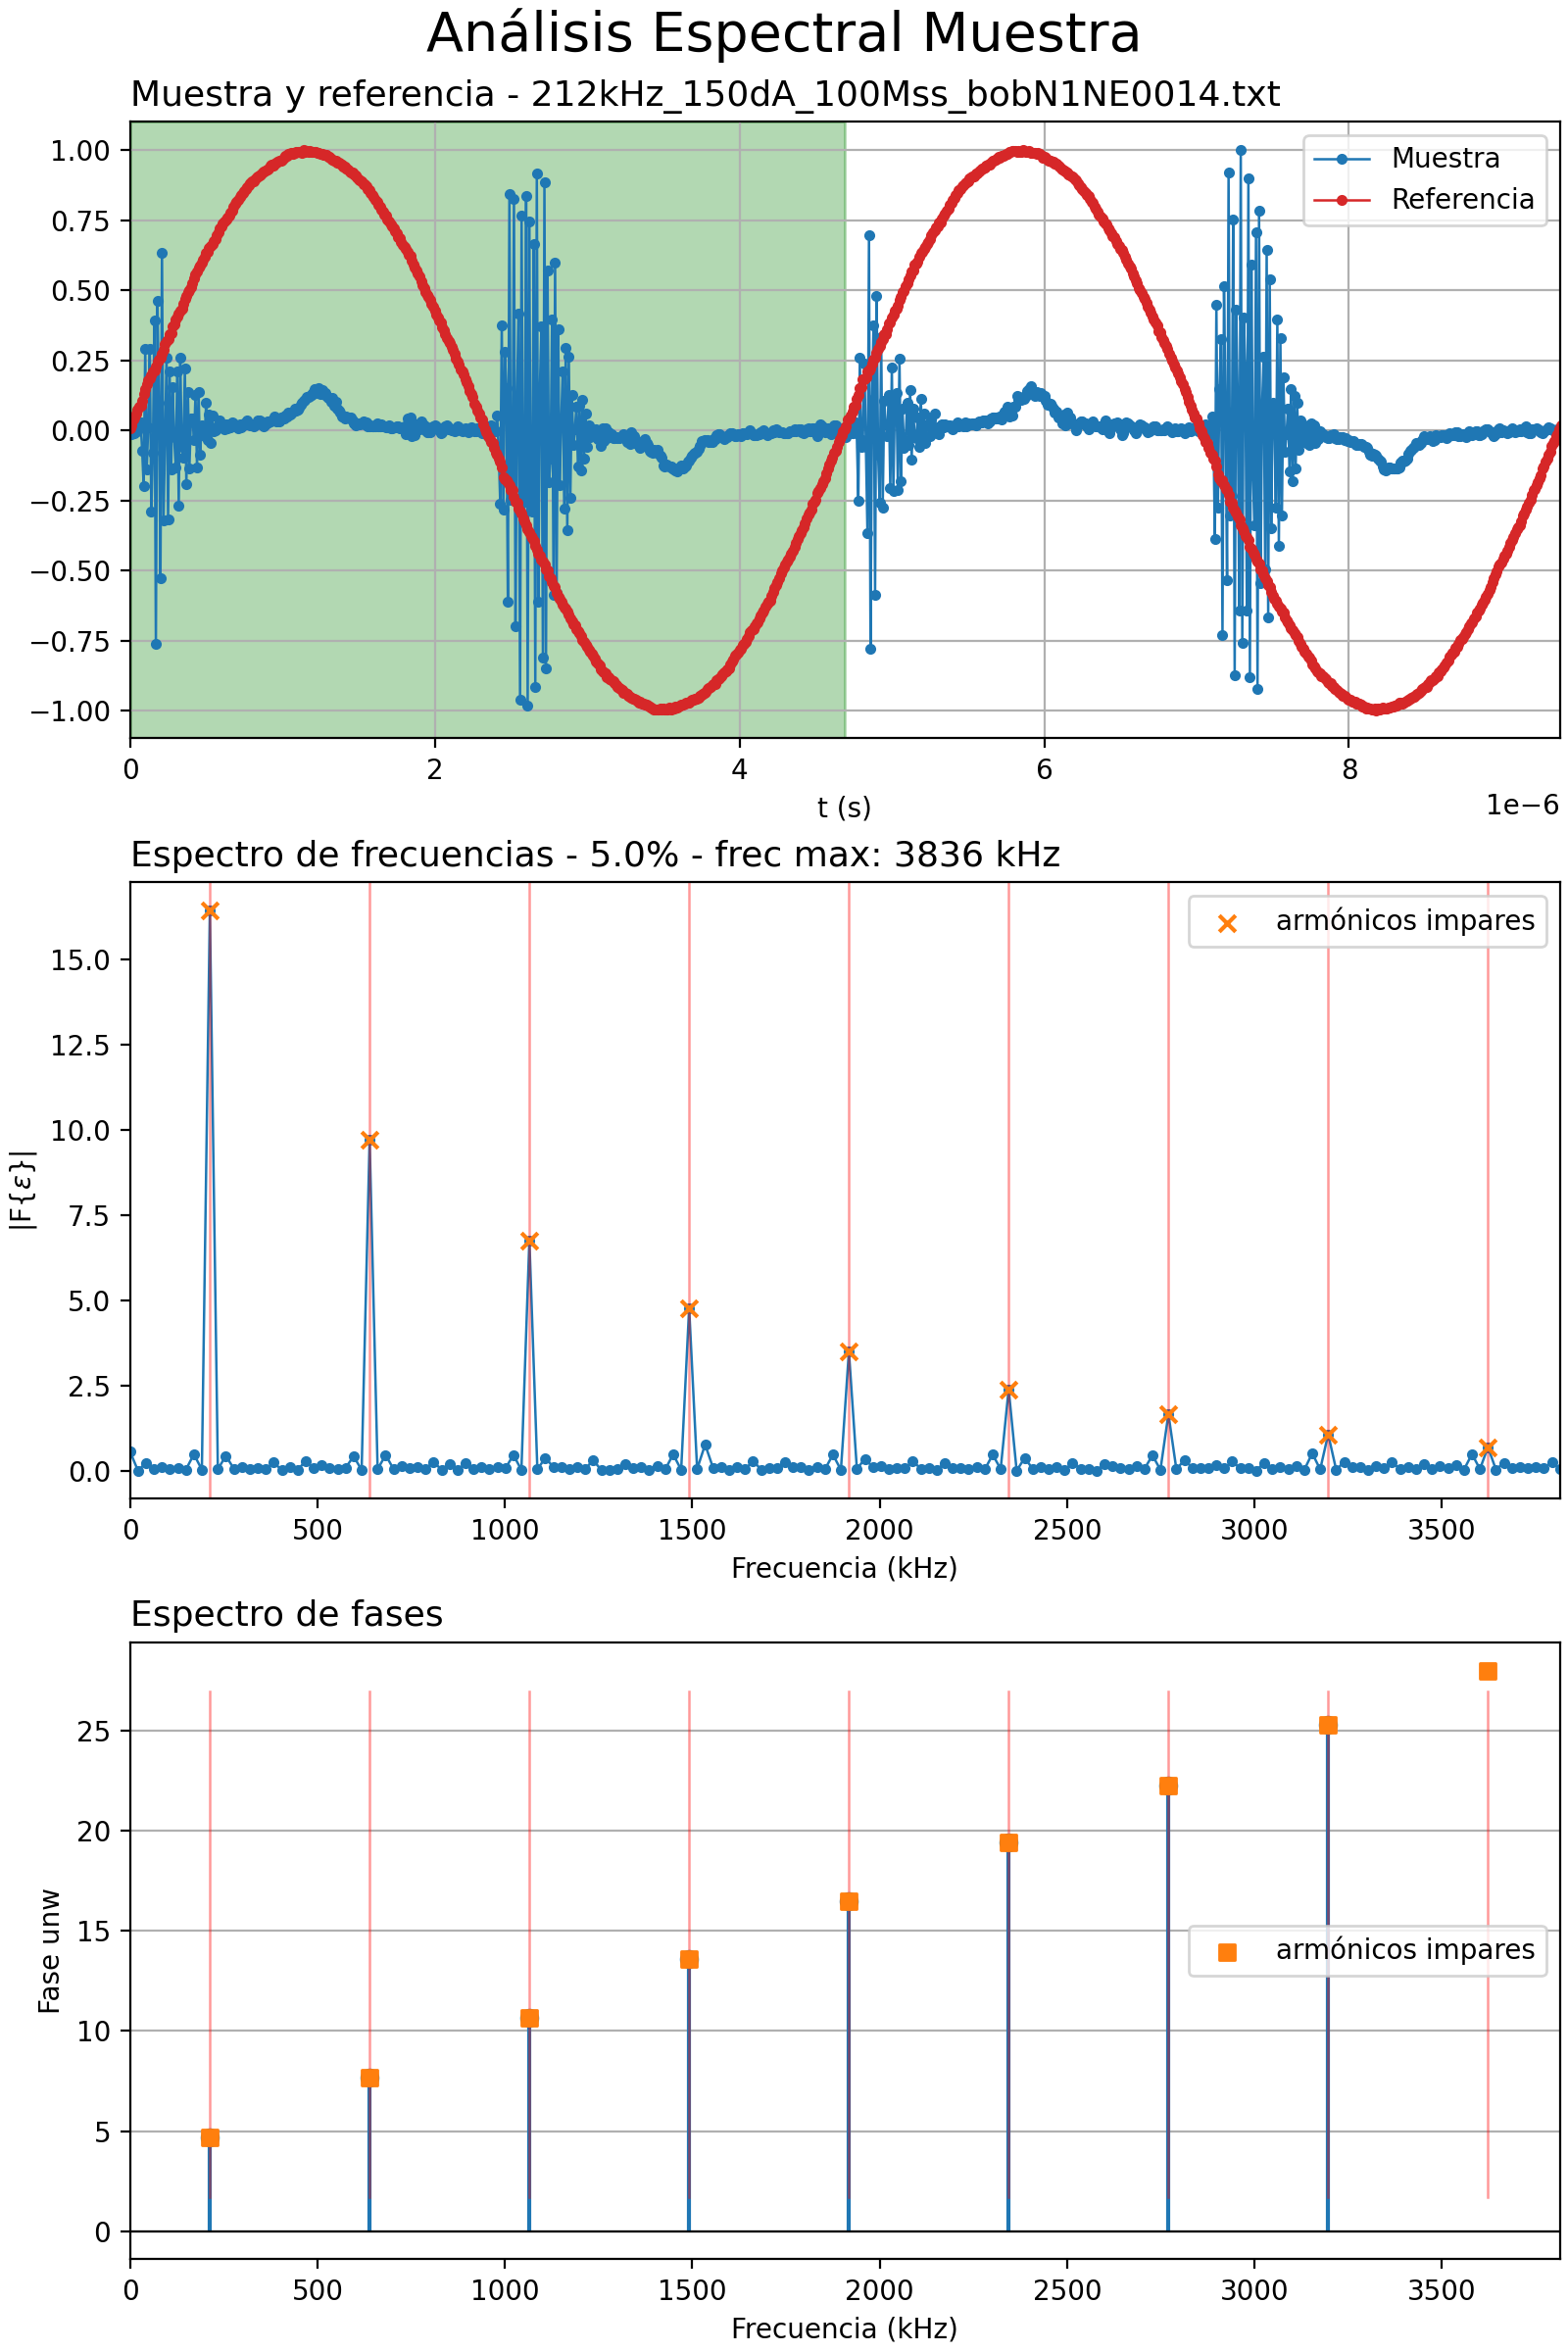 Análisis Espectral Muestra
Muestra y referencia - 212kHz_150dA_100Mss_bobN1NE0014.txt
1.00
0.75
0.50
0.25
0.00
−0.25
−0.50
−0.75
−1.00
Muestra
Referencia
0 2 4 6 8
t (s)
1e−6
Espectro de frecuencias - 5.0% - frec max: 3836 kHz
armónicos impares
15.0
12.5
10.0
7.5
5.0
2.5
0.0
|F{ε}|
0 500 1000 1500 2000 2500 3000 3500
Frecuencia (kHz)
Espectro de fases
25
20
15
10
5
0
Fase unw
armónicos impares
0 500 1000 1500 2000 2500 3000 3500
Frecuencia (kHz)